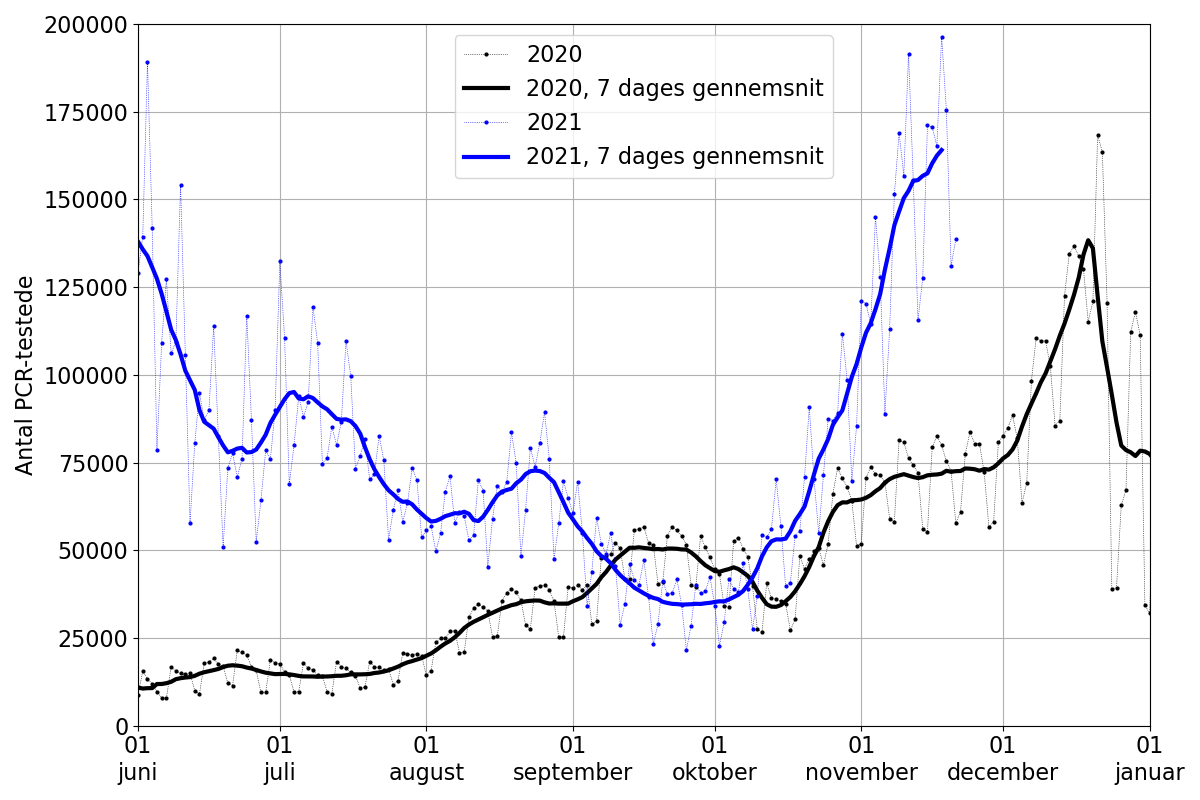 200000
175000
150000
125000
100000
75000
50000
25000
0
Antal PCR-testede
2020
2020, 7 dages gennemsnit
2021
2021, 7 dages gennemsnit
01 01 01 01 01 01 01 01
juni juli august september oktober november december januar